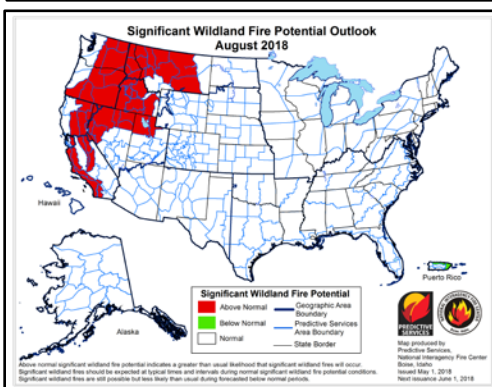 Significant Wildland Fire Potential Outlook
August 2018
Hawaii
Alaska
Puerto Rico
Significant Wildland Fire Potential
Above Normal
Below Normal
Normal
Geographic Area
Boundary
Predictive Services
Area Boundary
State Border
PREDICTIVE
SERVICES
Map produced by
Predictive Services,
National Interagency Fire Center
Boise, Idaho
Issued May 1, 2018
Next issuance June 1, 2018
Above normal significant wildland fire potential indicates a greater than usual likelihood that significant wildland fires will occur.
Significant wildland fires should be expected at typical times and intervals during normal significant wildland fire potential conditions.
Significant wildland fires are still possible but less likely than usual during forecasted below normal periods.